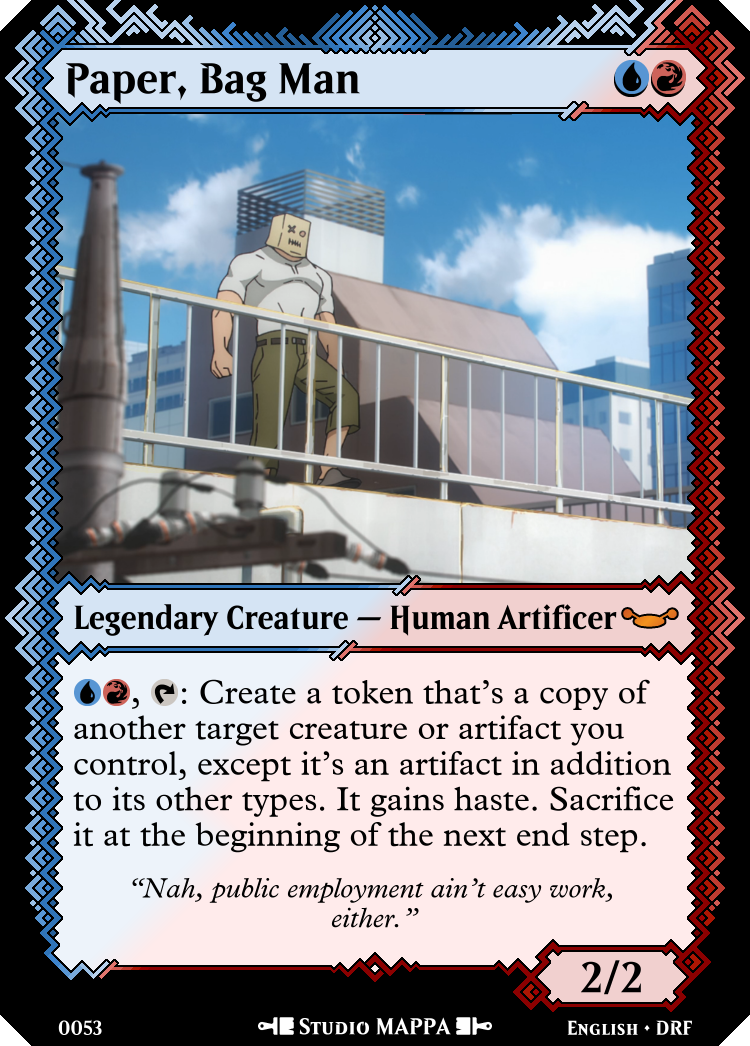 Paper, Bag Man
Legendary Creature — Human Artificer
, : Create a token that's a copy of
another target creature or artifact you
control, except it's an artifact in addition
to its other types. It gains haste. Sacrifice
it at the beginning of the next end step.
“Nah, public employment ain't easy work,
either.”
2/2
0053
Studio MAPPA
English • DRF